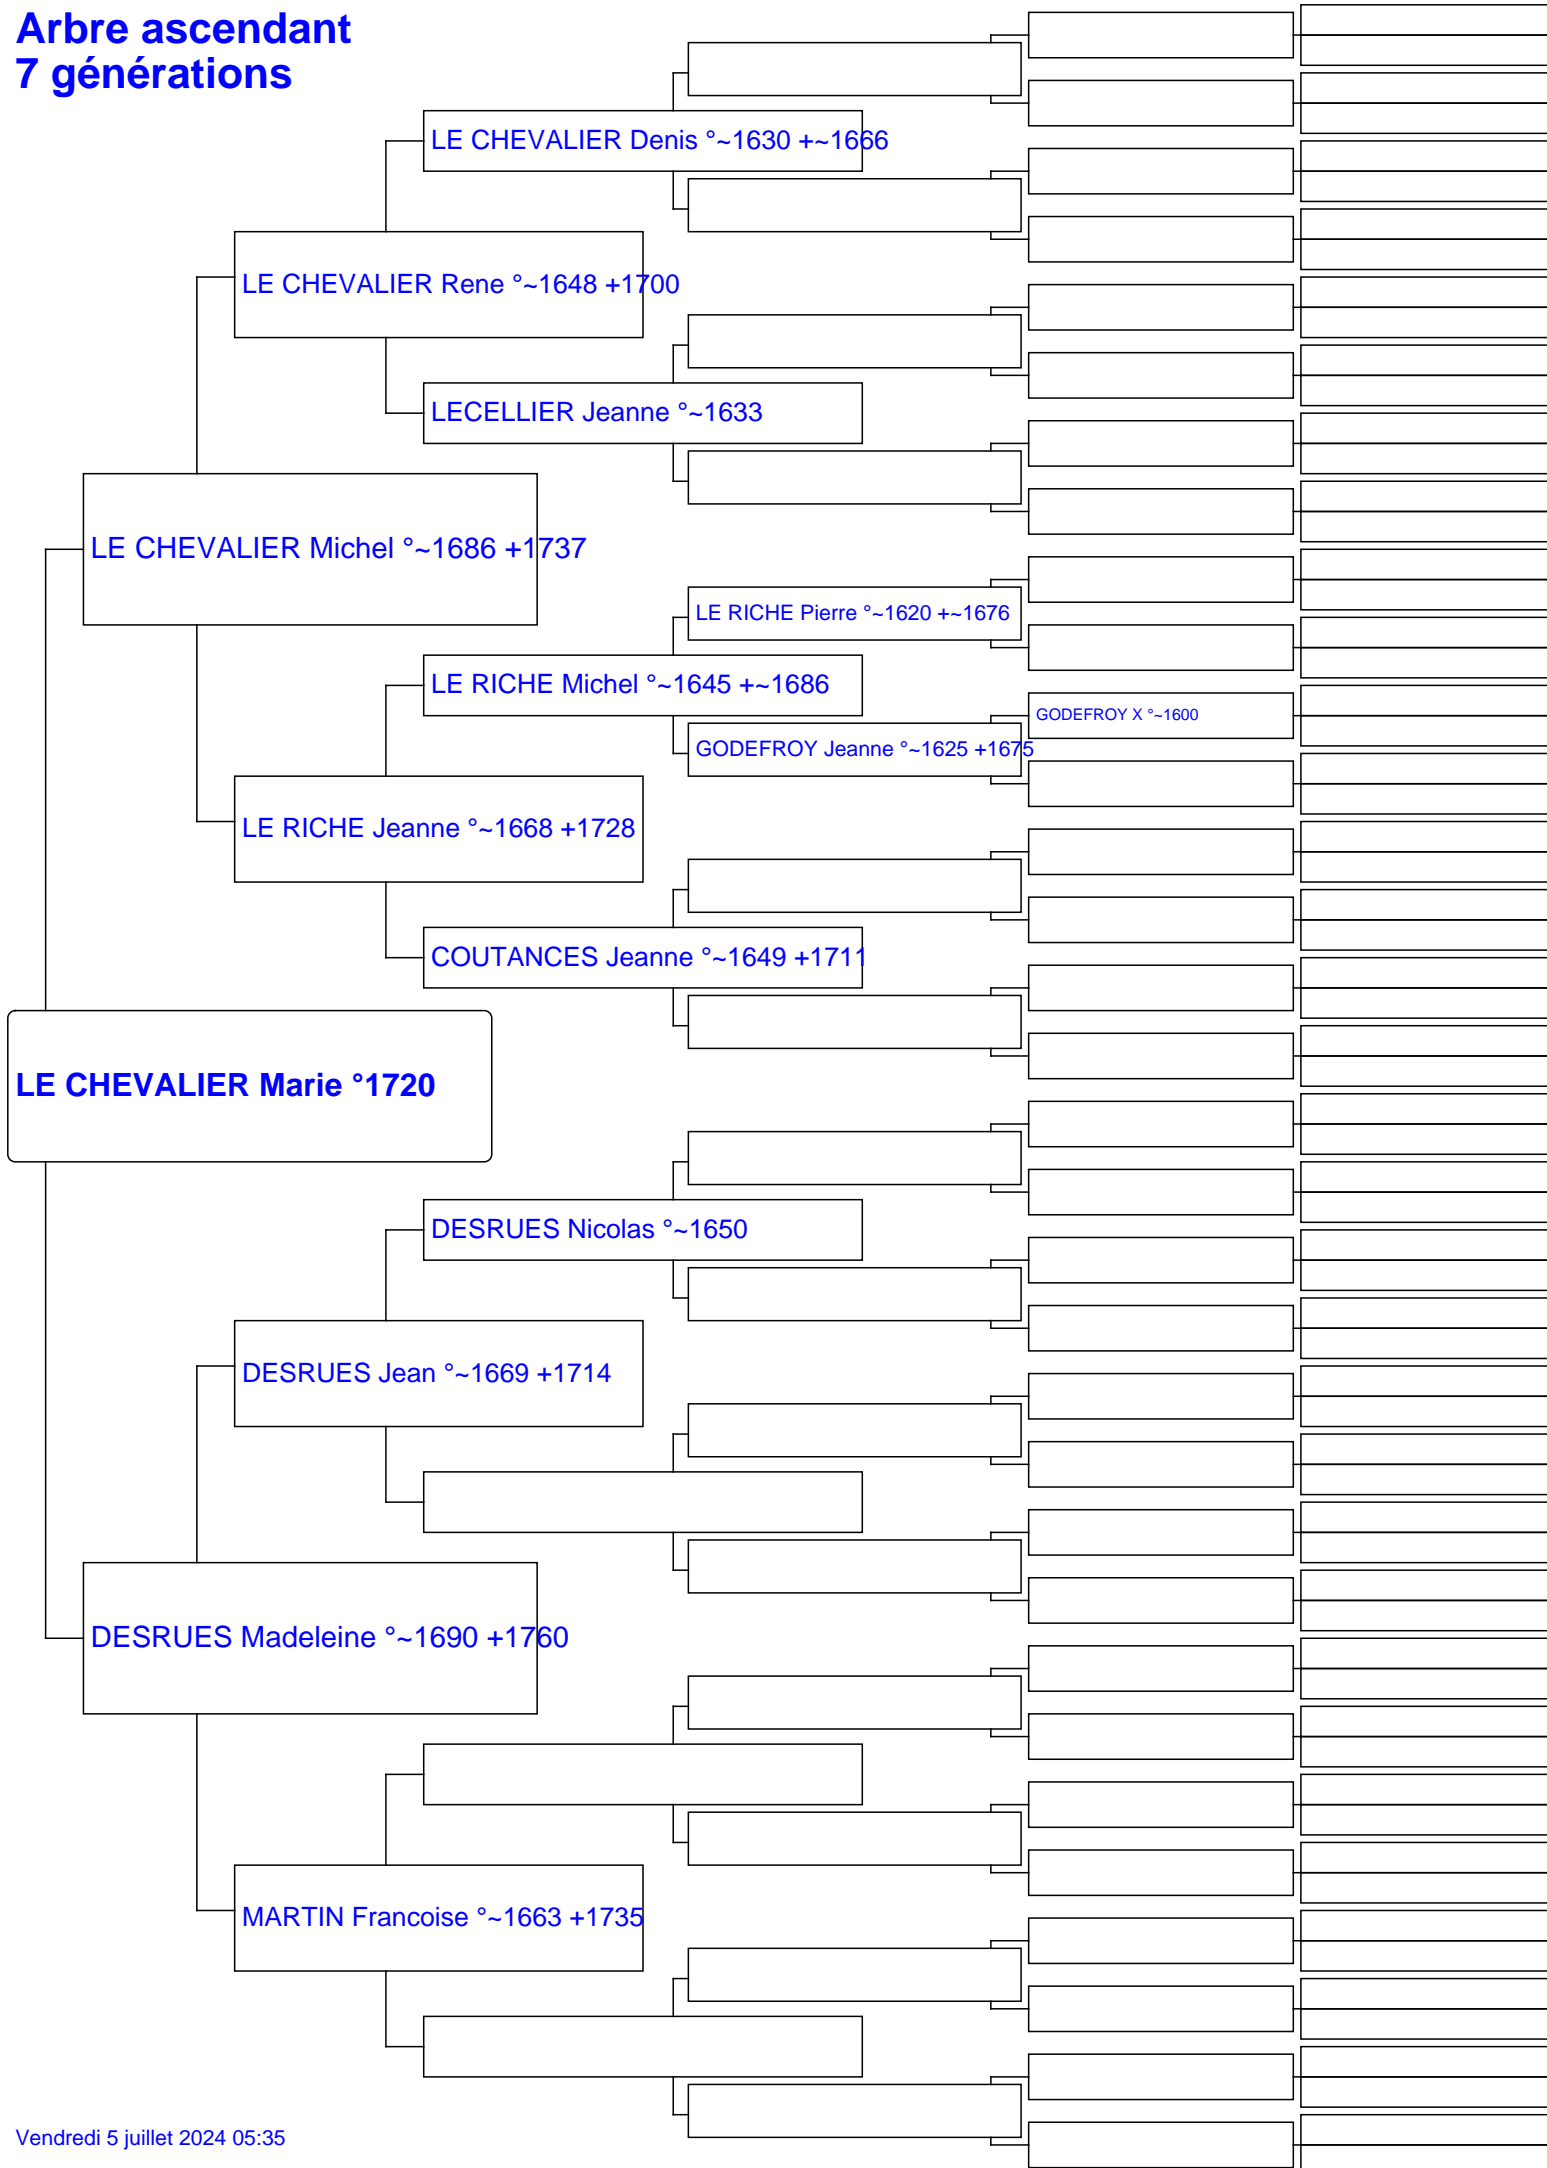 Arbre ascendant
7 générations
LE CHEVALIER Denis °~1630 +~1666
LE CHEVALIER Rene °~1648 +1700
LECELLIER Jeanne °~1633
LE CHEVALIER Michel °~1686 +1737
LE RICHE Pierre °~1620 +~1676
LE RICHE Michel °~1645 +~1686
GODEFROY X °~1600
GODEFROY Jeanne °~1625 +1675
LE RICHE Jeanne °~1668 +1728
COUTANCES Jeanne °~1649 +1711
LE CHEVALIER Marie °1720
DESRUES Nicolas °~1650
DESRUES Jean °~1669 +1714
DESRUES Madeleine °~1690 +1760
MARTIN Francoise °~1663 +1735
Vendredi 5 juillet 2024 05:35